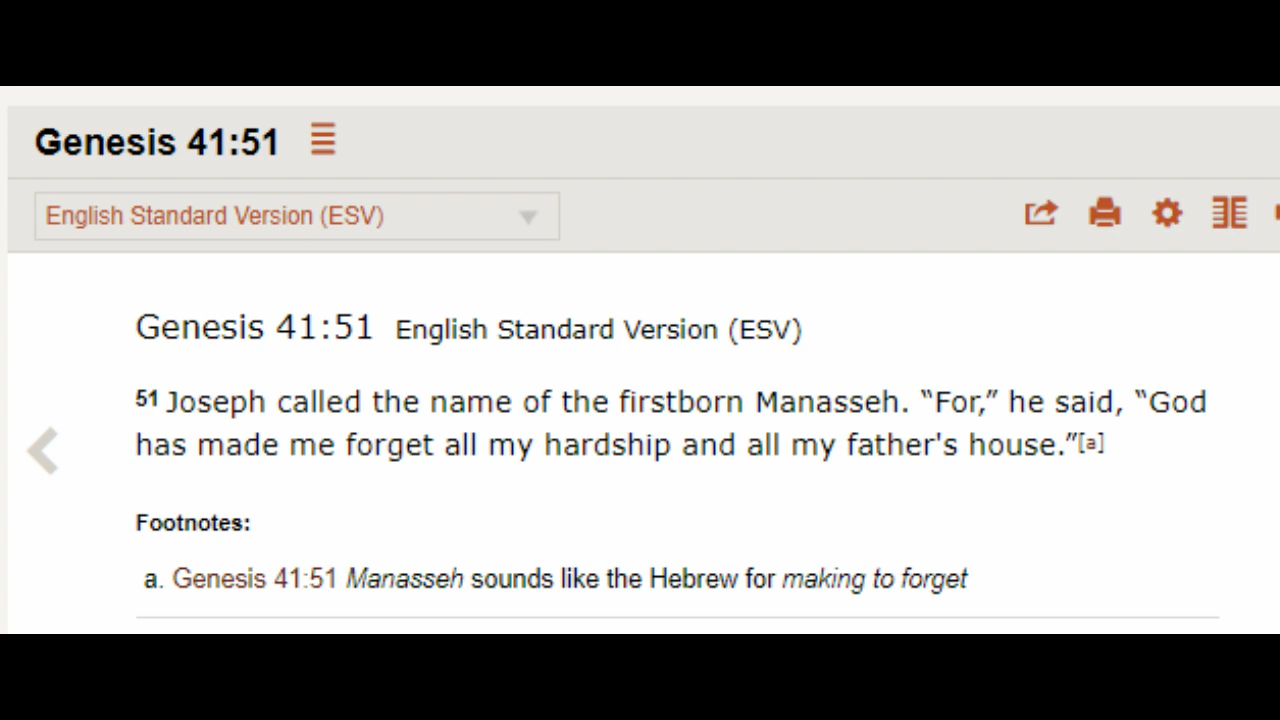 Genesis 41:51
English Standard Version (ESV)
Genesis 41:51 English Standard Version (ESV)
51 Joseph called the name of the firstborn Manasseh. “For,” he said, “God
has made me forget all my hardship and all my father's house.”[a]
Footnotes:
a. Genesis 41:51 Manasseh sounds like the Hebrew for making to forget